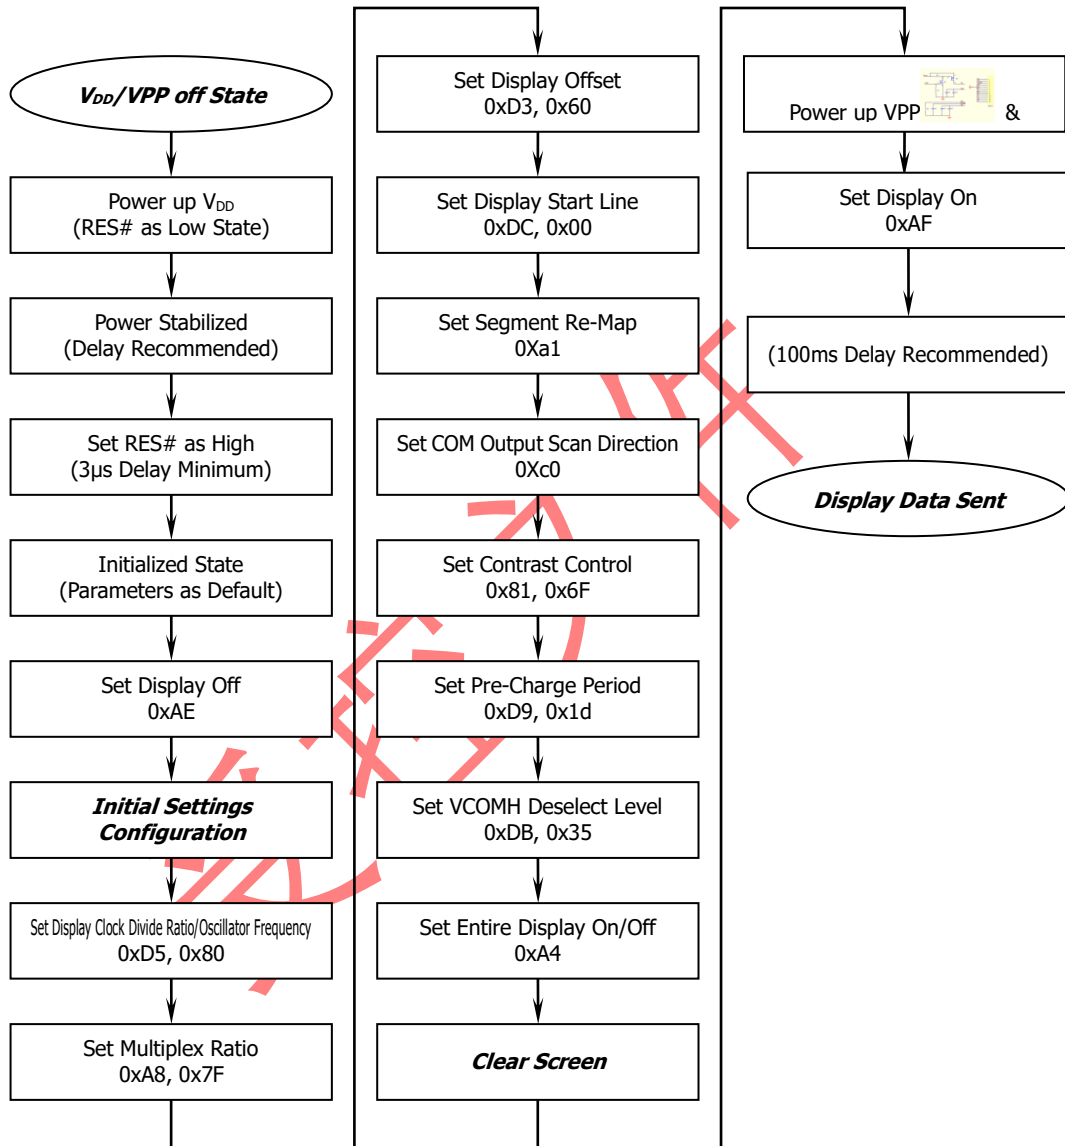 VDD/VPP off State
Power up VDD
(RES# as Low State)
Power Stabilized
(Delay Recommended)
Set RES# as High
(3μs Delay Minimum)
Initialized State
(Parameters as Default)
Set Display Off
0xAE
Initial Settings
Configuration
Set Display Clock Divide Ratio/Oscillator Frequency
0xD5, 0x80
Set Multiplex Ratio
0xA8, 0x7F
Set Display Offset
0xD3, 0x60
Set Display Start Line
0xDC, 0x00
Set Segment Re-Map
0Xa1
Set COM Output Scan Direction
0Xc0
Set Contrast Control
0x81, 0x6F
Set Pre-Charge Period
0xD9, 0x1d
Set VCOMH Deselect Level
0xDB, 0x35
Set Entire Display On/Off
0xA4
Clear Screen
Power up VPP &
Set Display On
0xAF
(100ms Delay Recommended)
Display Data Sent